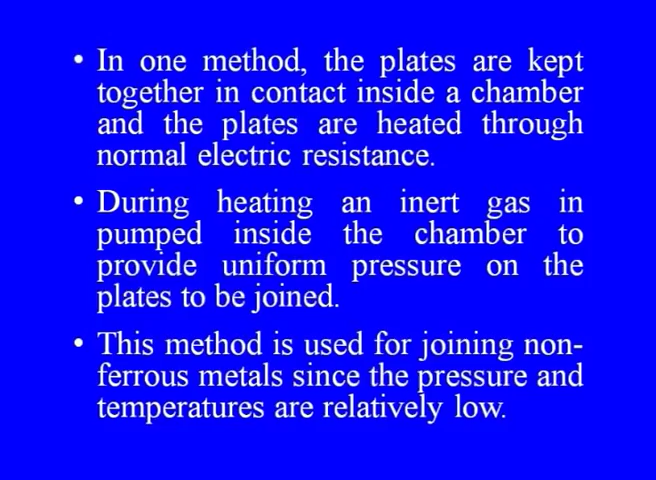 • In one method, the plates are kept
together in contact inside a chamber
and the plates are heated through
normal electric resistance.
• During heating an inert gas in
pumped inside the chamber to
provide uniform pressure on the
plates to be joined.
• This method is used for joining non-
ferrous metals since the pressure and
temperatures are relatively low.